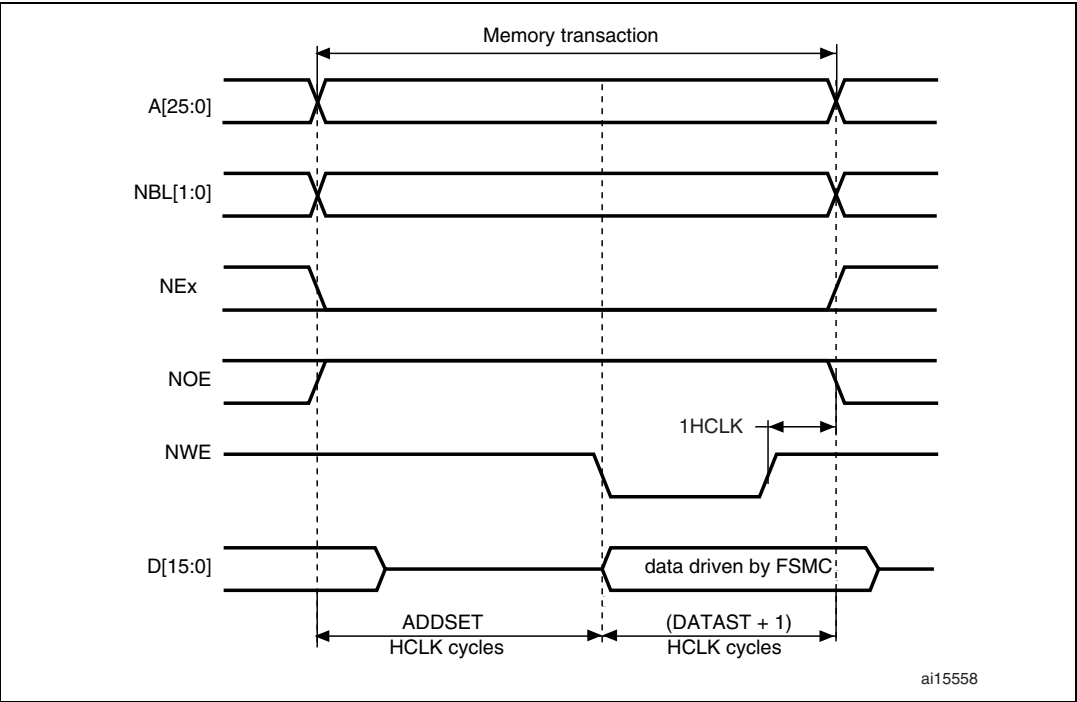 Memory transaction
A[25:0]
NBL[1:0]
NEx
NOE
1HCLK
NWE
D[15:0]
data driven by FSMC
ADDSET
HCLK cycles
(DATAST + 1)
HCLK cycles
ai15558